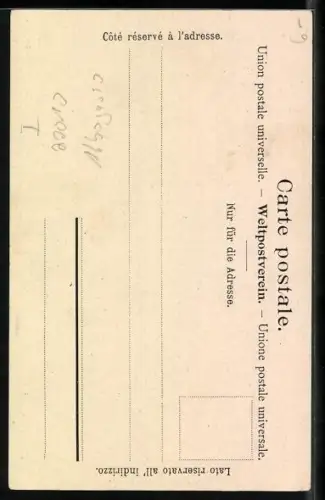 Carte postale.
Union postale universelle. — Weltpostverein. — Unione postale universale.
Nur für die Adresse.
Côté réservé à l'adresse.
Lato riservato all' indirizzo.